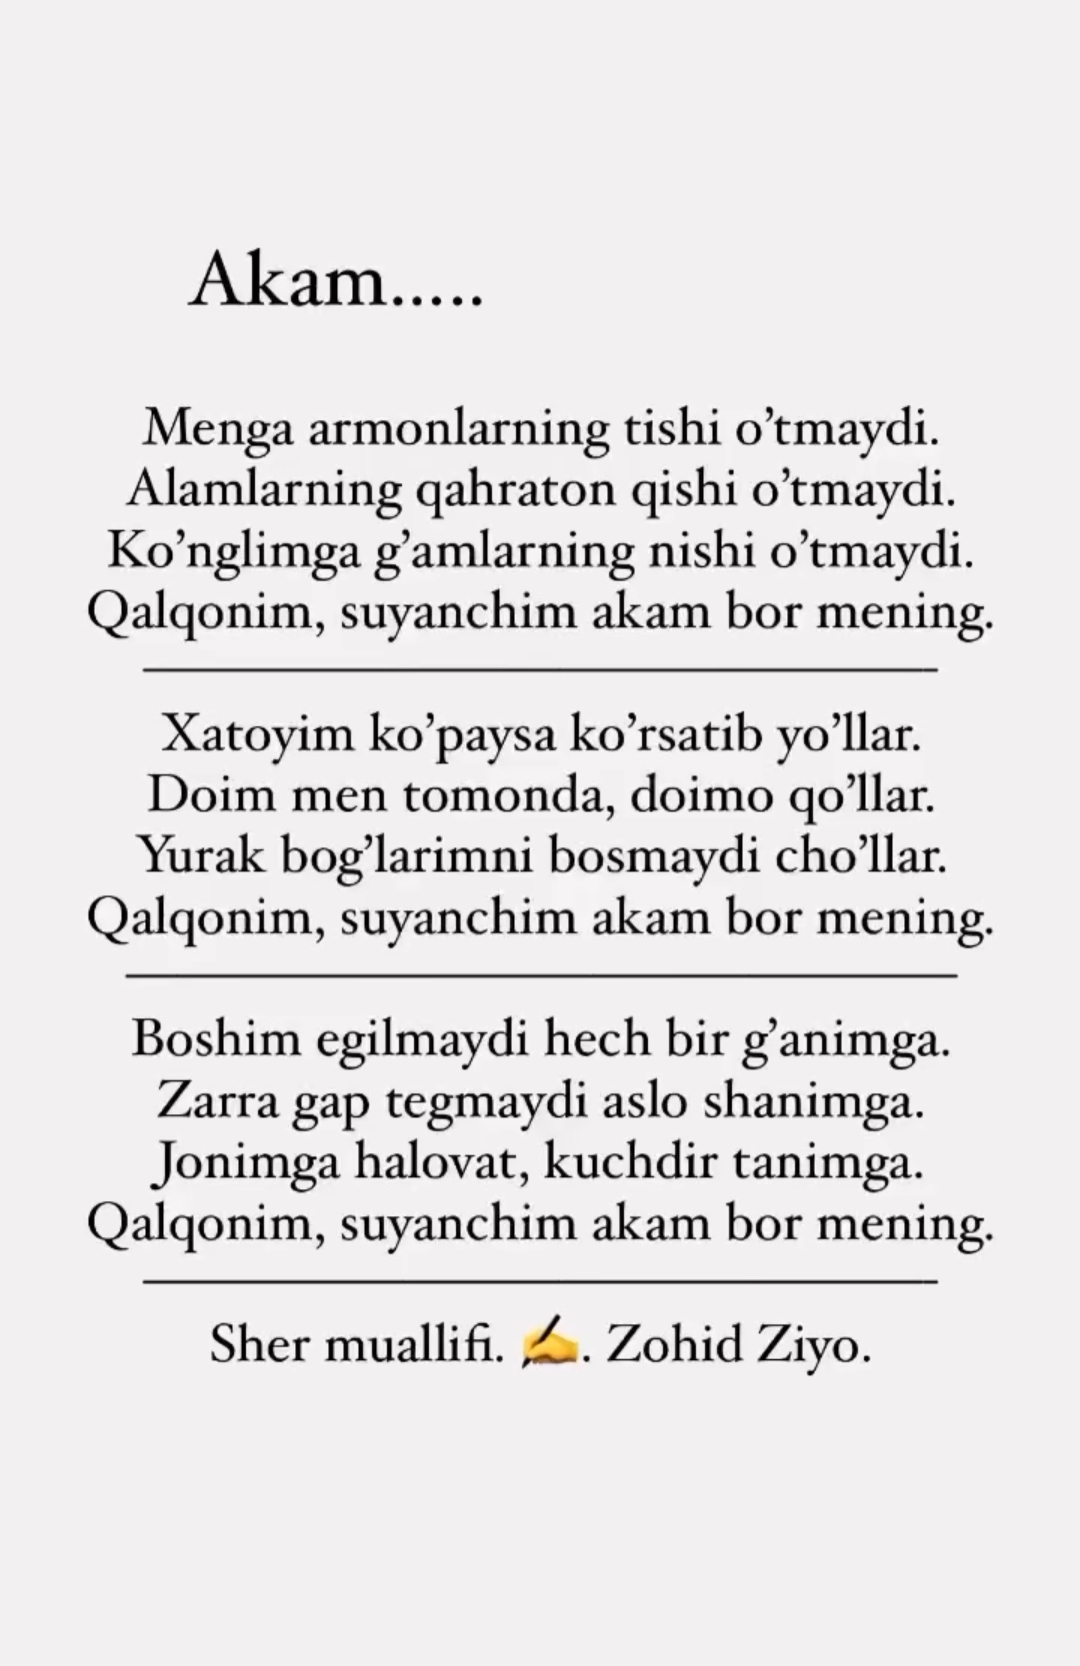 Akam.....
Menga armonlarning tishi o’tmaydi.
Alamlarning qahraton qishi o’tmaydi.
Ko’nglimga g’amlarning nishi o’tmaydi.
Qalqonim, suyanchim akam bor mening.
Xatoyim ko’paysa ko’rsatib yo’llar.
Doim men tomonda, doimo qo’llar.
Yurak bog’larimni bosmaydi cho’llar.
Qalqonim, suyanchim akam bor mening.
Boshim egilmaydi hech bir g’animga.
Zarra gap tegmaydi aslo shanimga.
Jonimga halovat, kuchdir tanimga.
Qalqonim, suyanchim akam bor mening.
Sher muallifi. ✍️. Zohid Ziyo.